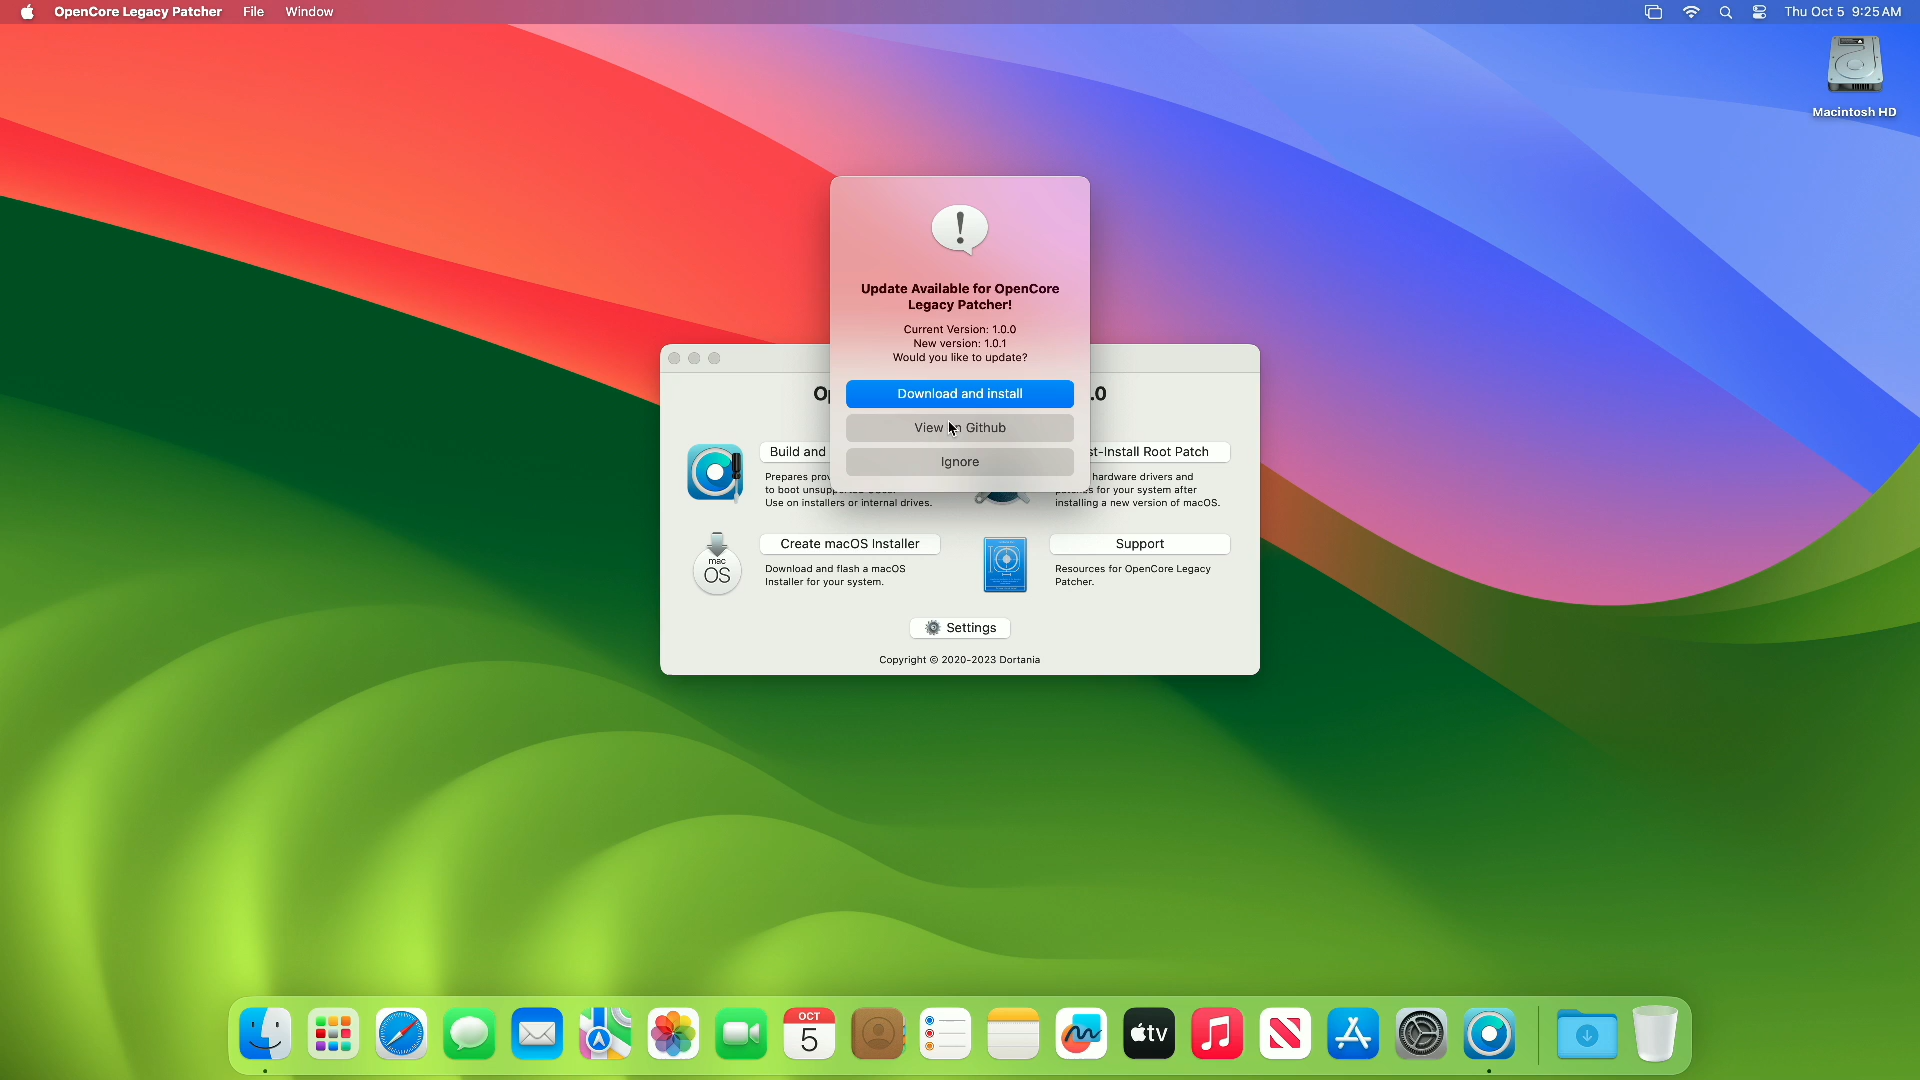 OpenCore Legacy Patcher File Window
Thu Oct 5 9:25 AM
Macintosh HD
Update Available for OpenCore
Legacy Patcher!
Current Version: 1.0.0
New version: 1.0.1
Would you like to update?
Download and install
View Github
Ignore
.0
Build and
Prepares
to boot
Use on installers or internal drives.
st-Install Root Patch
hardware drivers and
for your system after
installing a new version of macOS.
Create macOS Installer
mac
OS
Download and flash a macOS
Installer for your system.
Support
Resources for OpenCore Legacy
Patcher.
Settings
Copyright © 2020-2023 Dortania
OCT
5
tv